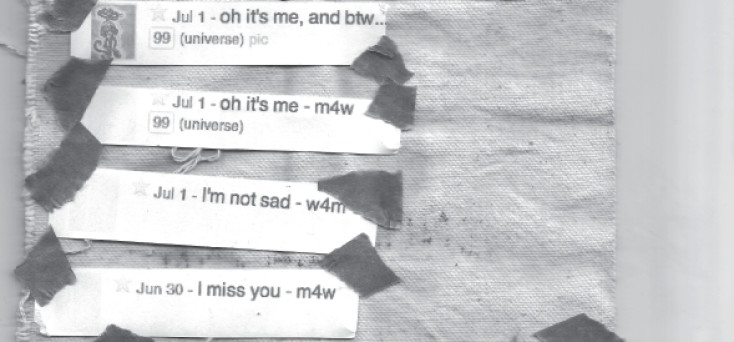 Jul 1 - oh it's me, and btw...
99 (universe) pic
Jul 1 - oh it's me - m4w
99 (universe)
Jul 1 - I'm not sad - w4m
Jun 30 - I miss you - m4w